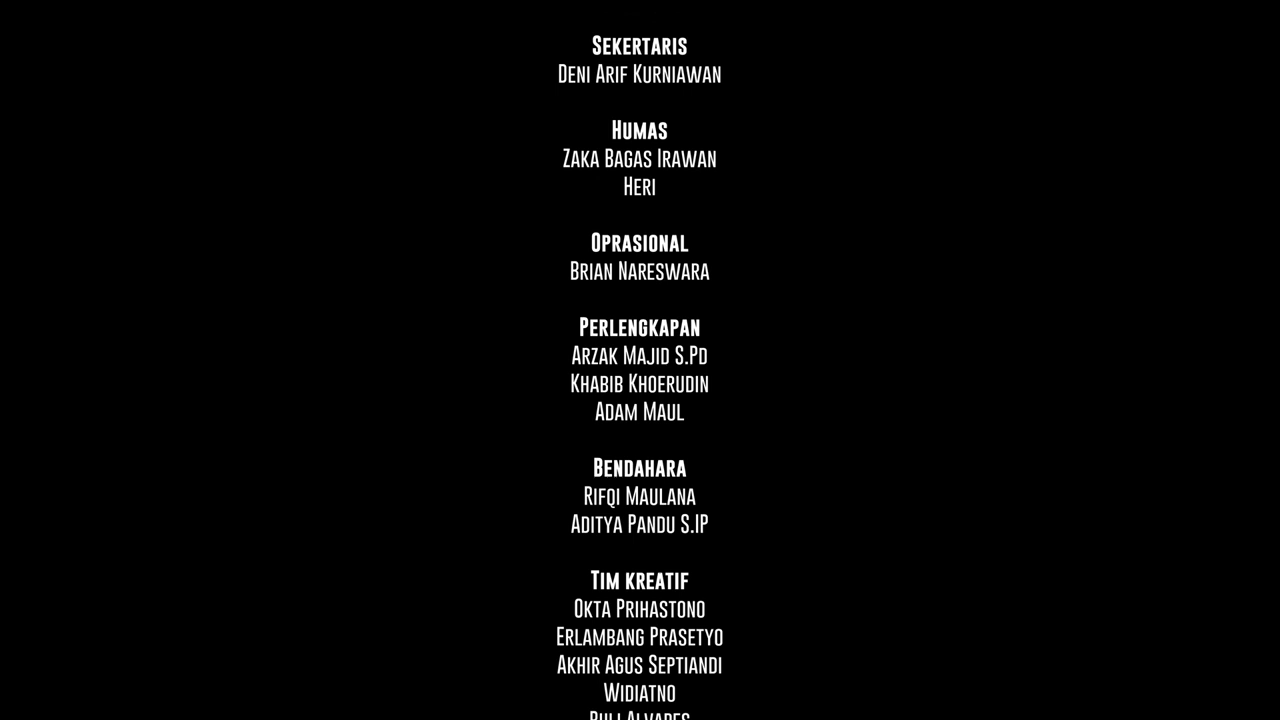 Sekertaris
Deni Arif Kurniawan
Humas
Zaka Bagas Irawan
Heri
Oprasional
Brian Nareswara
Perlengkapan
Arzak Majid S.Pd
Khabib Khoerudin
Adam Maul
Bendahara
Rifqi Maulana
Aditya Pandu S.IP
Tim kreatif
Okta Prihastono
Erlambang Prasetyo
Akhir Agus Septiandi
Widiatno